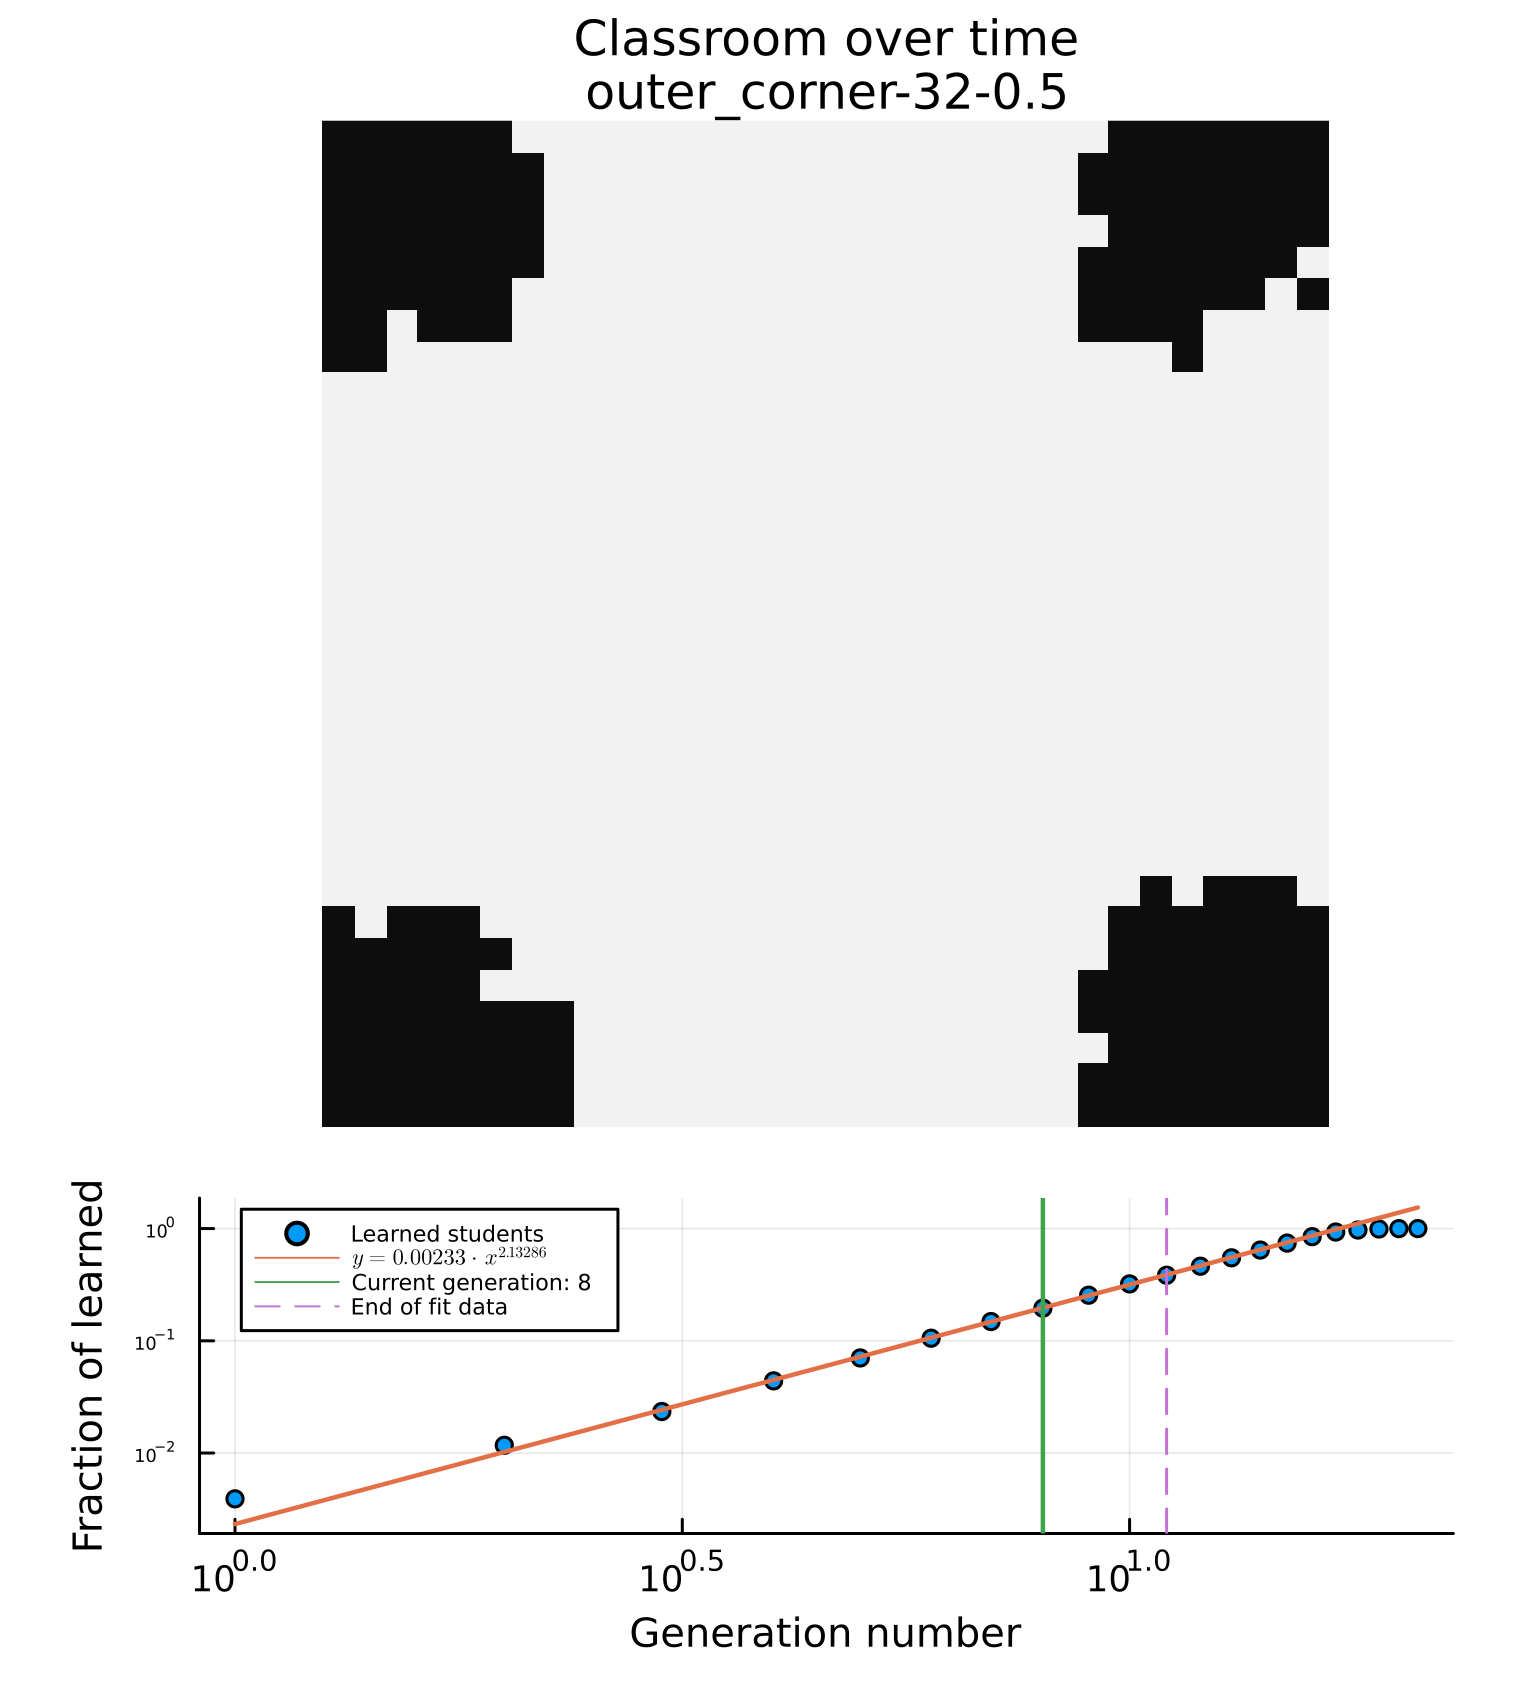 Classroom over time
outer_corner-32-0.5
Fraction of learned
10^0
10^-1
10^-2
Learned students
y = 0.00233 · x^2.13286
Current generation: 8
End of fit data
10^0.0 10^0.5 10^1.0
Generation number